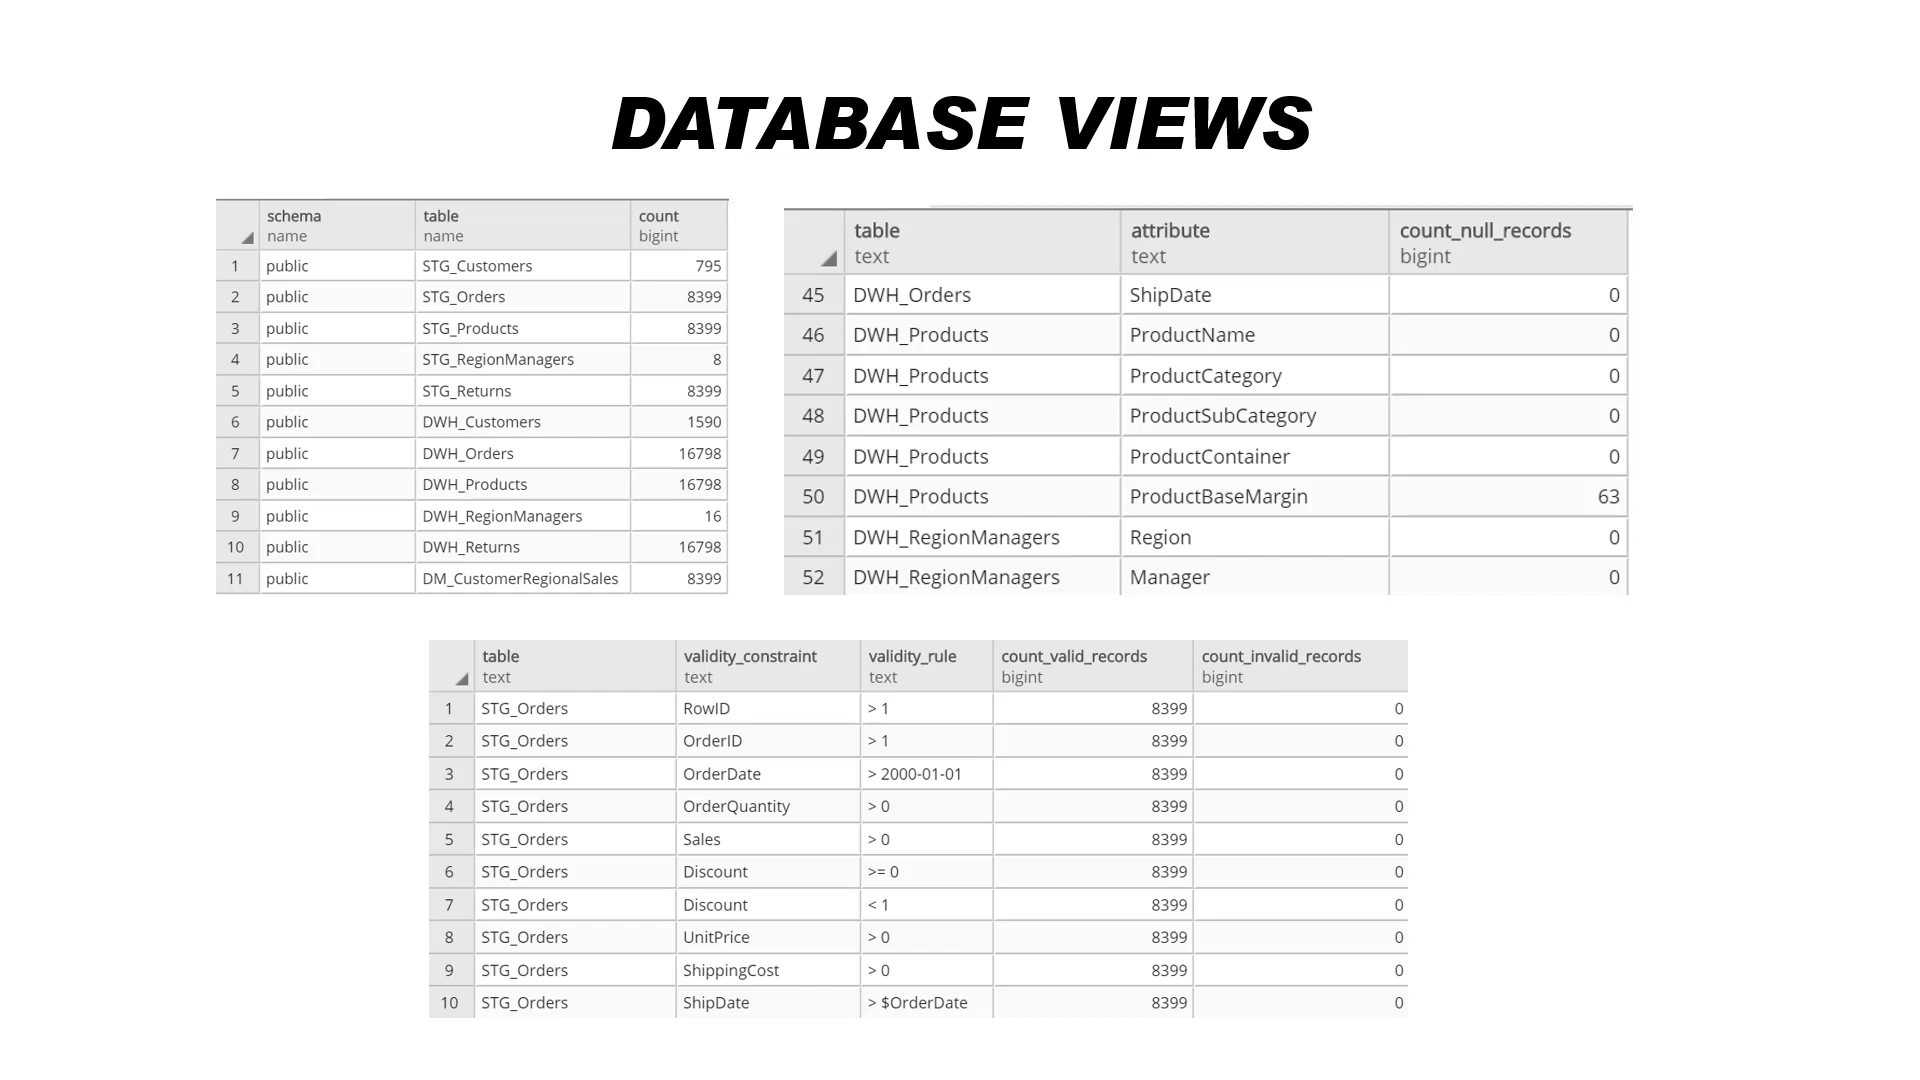 DATABASE VIEWS
schema table count
name name bigint
1 public STG_Customers 795
2 public STG_Orders 8399
3 public STG_Products 8399
4 public STG_RegionManagers 8
5 public STG_Returns 8399
6 public DWH_Customers 1590
7 public DWH_Orders 16798
8 public DWH_Products 16798
9 public DWH_RegionManagers 16
10 public DWH_Returns 16798
11 public DM_CustomerRegionalSales 8399
table attribute count_null_records
text text bigint
45 DWH_Orders ShipDate 0
46 DWH_Products ProductName 0
47 DWH_Products ProductCategory 0
48 DWH_Products ProductSubCategory 0
49 DWH_Products ProductContainer 0
50 DWH_Products ProductBaseMargin 63
51 DWH_RegionManagers Region 0
52 DWH_RegionManagers Manager 0
table validity_constraint validity_rule count_valid_records count_invalid_records
text text text bigint bigint
1 STG_Orders RowID > 1 8399 0
2 STG_Orders OrderID > 1 8399 0
3 STG_Orders OrderDate > 2000-01-01 8399 0
4 STG_Orders OrderQuantity > 0 8399 0
5 STG_Orders Sales > 0 8399 0
6 STG_Orders Discount >= 0 8399 0
7 STG_Orders Discount < 1 8399 0
8 STG_Orders UnitPrice > 0 8399 0
9 STG_Orders ShippingCost > 0 8399 0
10 STG_Orders ShipDate > $OrderDate 8399 0